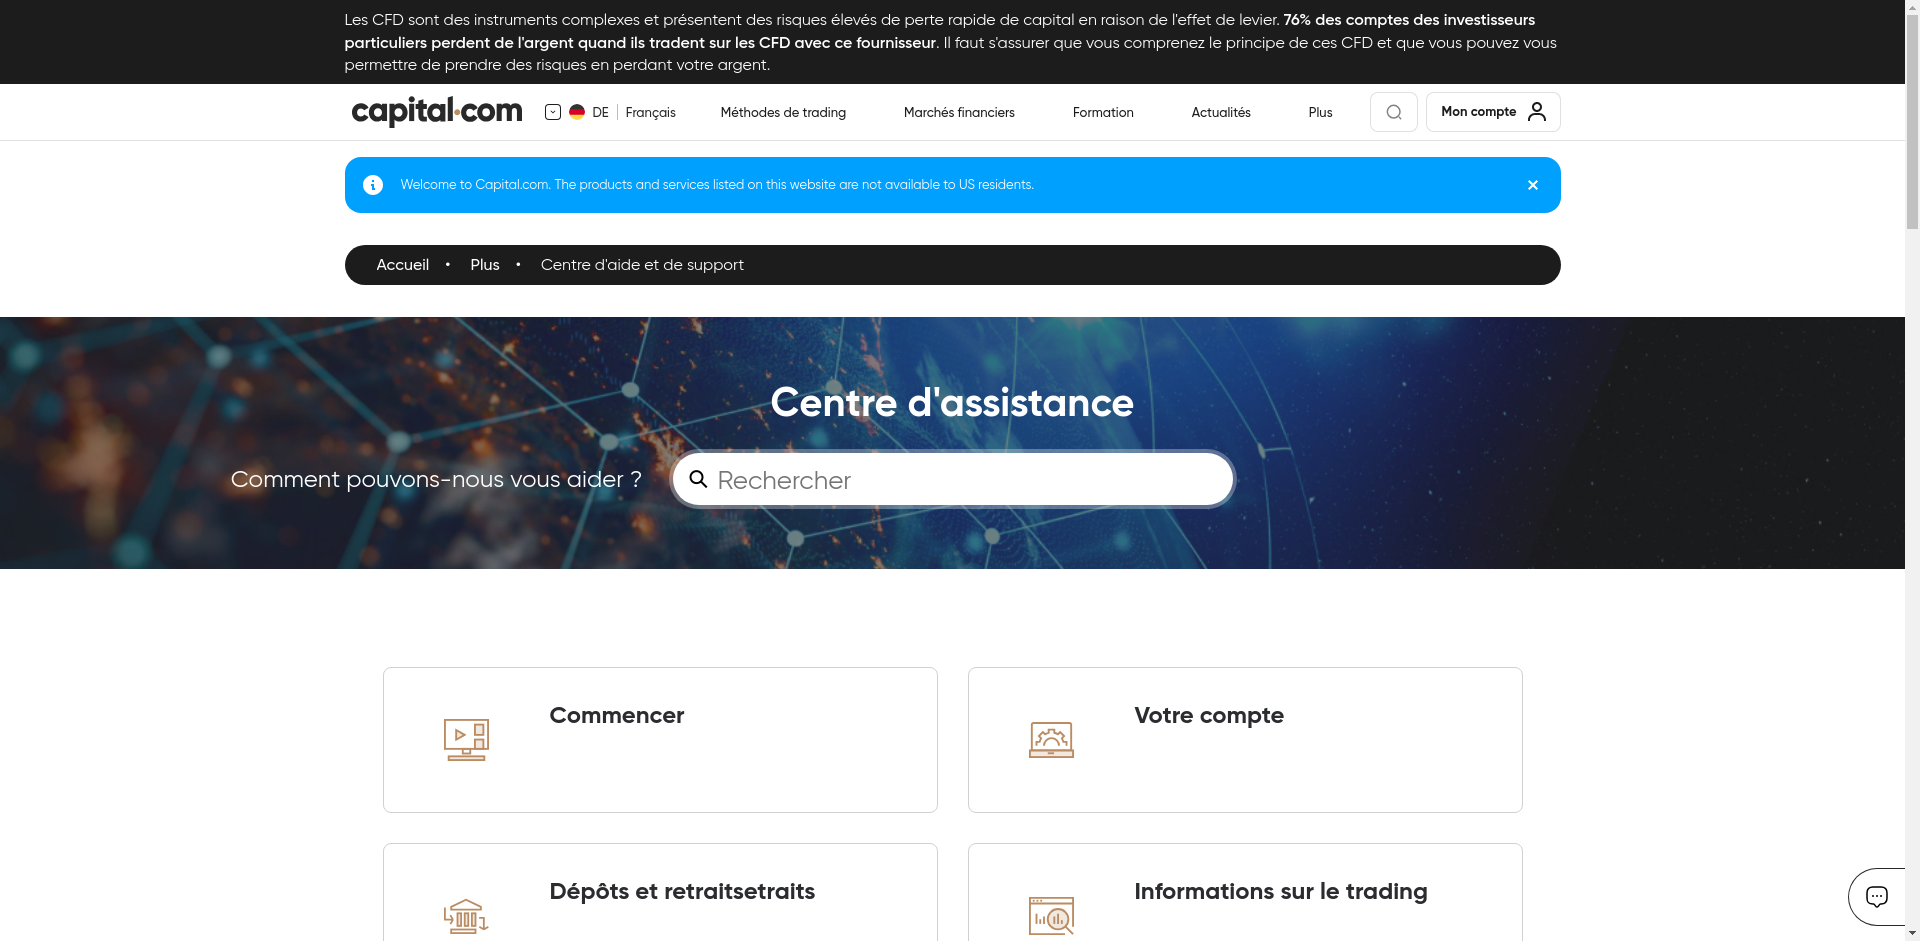 Les CFD sont des instruments complexes et présentent des risques élevés de perte rapide de capital en raison de l'effet de levier. 76% des comptes des investisseurs
particuliers perdent de l'argent quand ils tradent sur les CFD avec ce fournisseur. Il faut s'assurer que vous comprenez le principe de ces CFD et que vous pouvez vous
permettre de prendre des risques en perdant votre argent.
capital.com DE Français Méthodes de trading Marchés financiers Formation Actualités Plus Mon compte
Welcome to Capital.com. The products and services listed on this website are not available to US residents.
Accueil • Plus • Centre d'aide et de support
Centre d'assistance
Comment pouvons-nous vous aider ? Rechercher
Commencer Votre compte
Dépôts et retraitsetraits Informations sur le trading